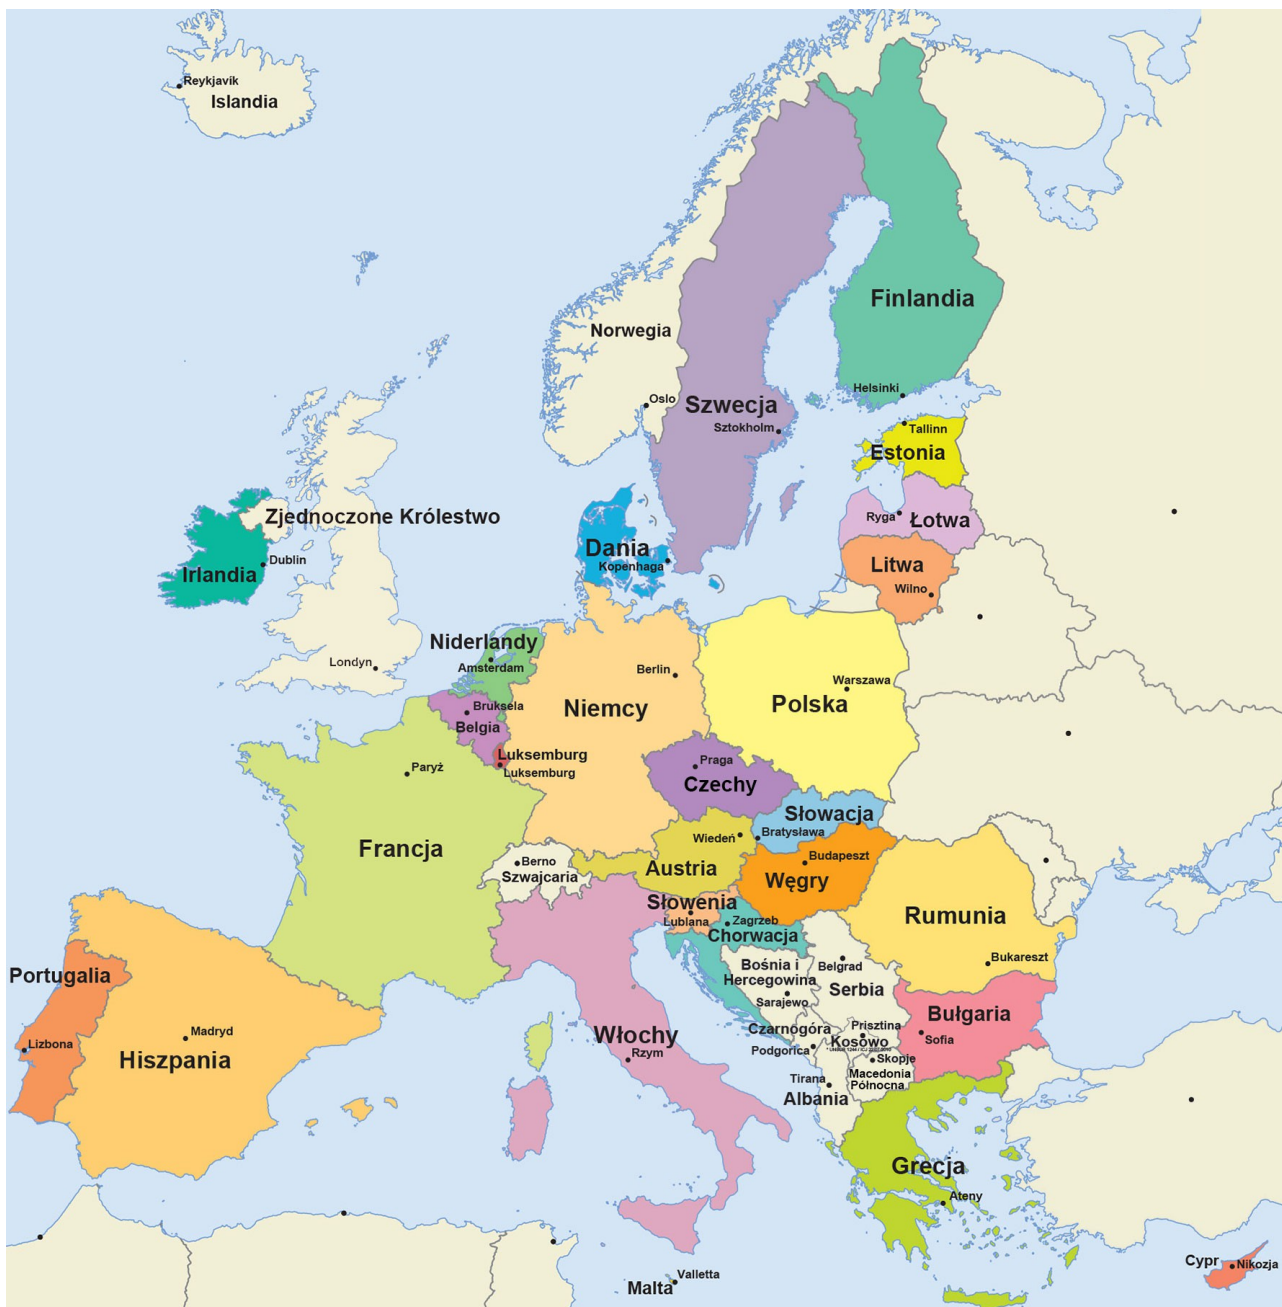 Reykjavik
Islandia
Finlandia
Norwegia
Helsinki
Oslo
Szwecja
Sztokholm
Tallinn
Estonia
Zjednoczone Królestwo
Ryga
Łotwa
Dania
Kopenhaga
Dublin
Irlandia
Litwa
Wilno
Niderlandy
Amsterdam
Londyn
Berlin
Warszawa
Polska
Niemcy
Bruksela
Belgia
Luksemburg
Luksemburg
Paryż
Praga
Czechy
Słowacja
Bratysława
Wiedeń
Francja
Berno
Szwajcaria
Austria
Budapeszt
Węgry
Słowenia
Lublana
Zagrzeb
Chorwacja
Rumunia
Bukareszt
Portugalia
Bośnia i
Hercegowina
Sarajewo
Belgrad
Serbia
Bułgaria
Sofia
Madryd
Lizbona
Hiszpania
Włochy
Rzym
Czarnogóra
Podgorica
Prisztina
Kosowo
Skopje
Macedonia
Północna
Tirana
Albania
Grecja
Ateny
Malta
Valletta
Cypr
Nikozja